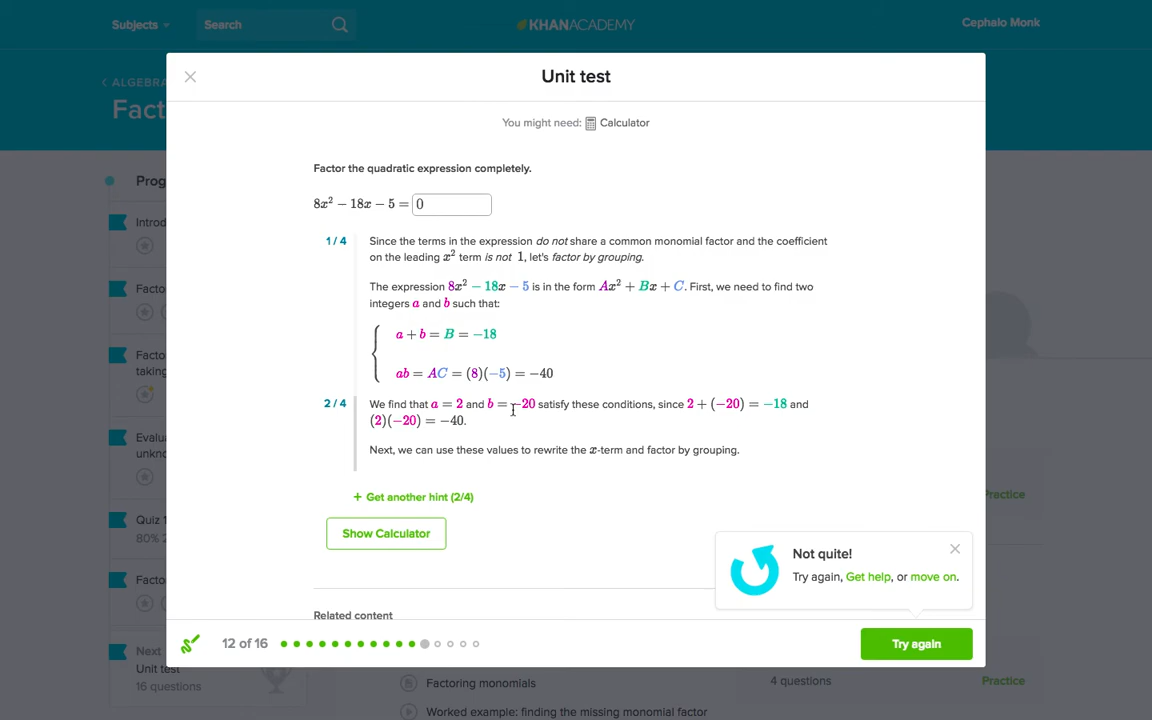 Subjects
Search
KHANACADEMY
Cephalo Monk
ALGEBRA
Fact
Unit test
You might need: Calculator
Factor the quadratic expression completely.
8x² − 18x − 5 = 0
1 / 4
Since the terms in the expression do not share a common monomial factor and the coefficient
on the leading x² term is not 1, let's factor by grouping.
The expression 8x² − 18x − 5 is in the form Ax² + Bx + C. First, we need to find two
integers a and b such that:
a + b = B = −18
ab = AC = (8)(−5) = −40
2 / 4
We find that a = 2 and b = −20 satisfy these conditions, since 2 + (−20) = −18 and
(2)(−20) = −40.
Next, we can use these values to rewrite the x-term and factor by grouping.
+ Get another hint (2/4)
Show Calculator
Related content
Not quite!
Try again, Get help, or move on.
12 of 16
Try again
Prog
Introd
Facto
Facto
taking
Evalua
unkno
Quiz 1
80%
Facto
Next
Unit test
16 questions
Practice
Factoring monomials
4 questions
Practice
Worked example: finding the missing monomial factor